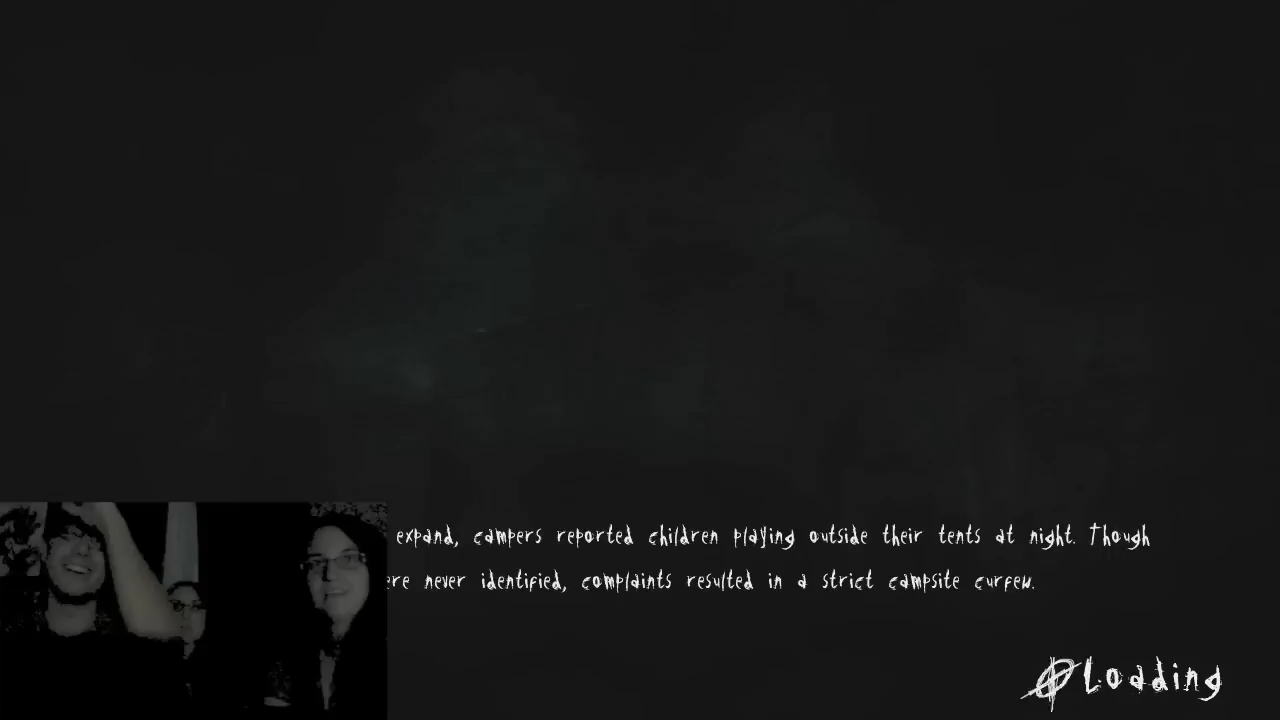 expand, campers reported children playing outside their tents at night. Though
ere never identified, complaints resulted in a strict campsite curfew.
Loading